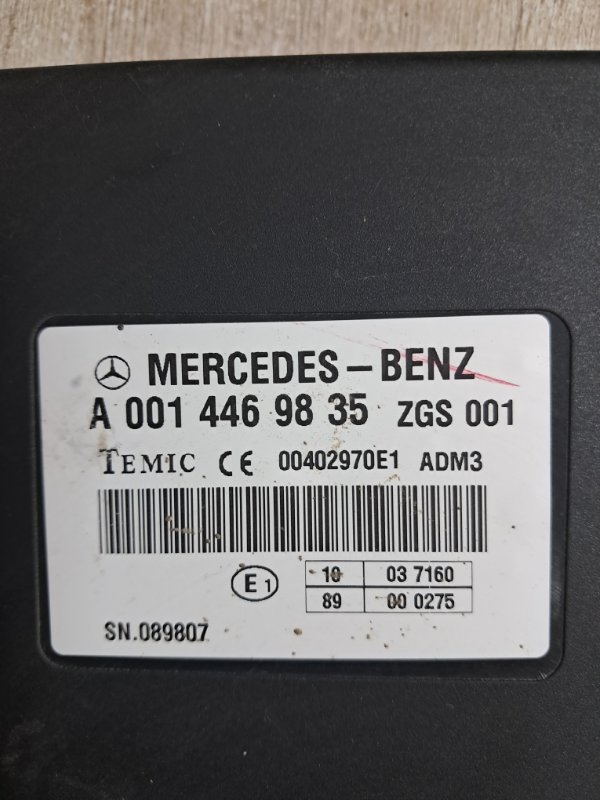 MERCEDES-BENZ
A 001 446 98 35 ZGS 001
TEMIC CE 00402970E1 ADM3
E1 10 03 7160
89 00 0275
SN.089807